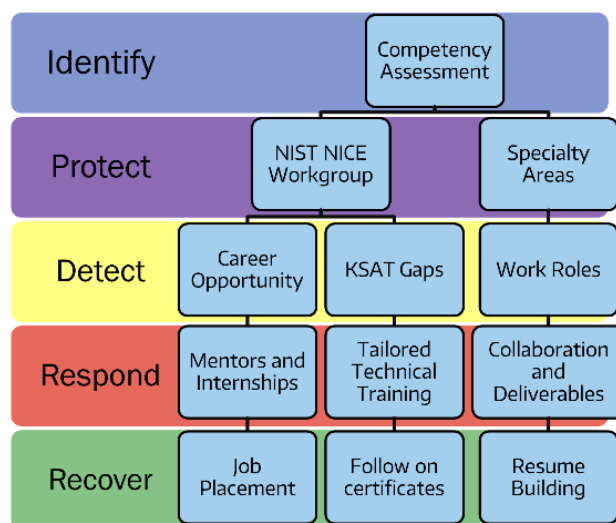 Identify
Competency
Assessment
Protect
NIST NICE
Workgroup
Specialty
Areas
Detect
Career
Opportunity
KSAT Gaps
Work Roles
Respond
Mentors and
Internships
Tailored
Technical
Training
Collaboration
and
Deliverables
Recover
Job
Placement
Follow on
certificates
Resume
Building